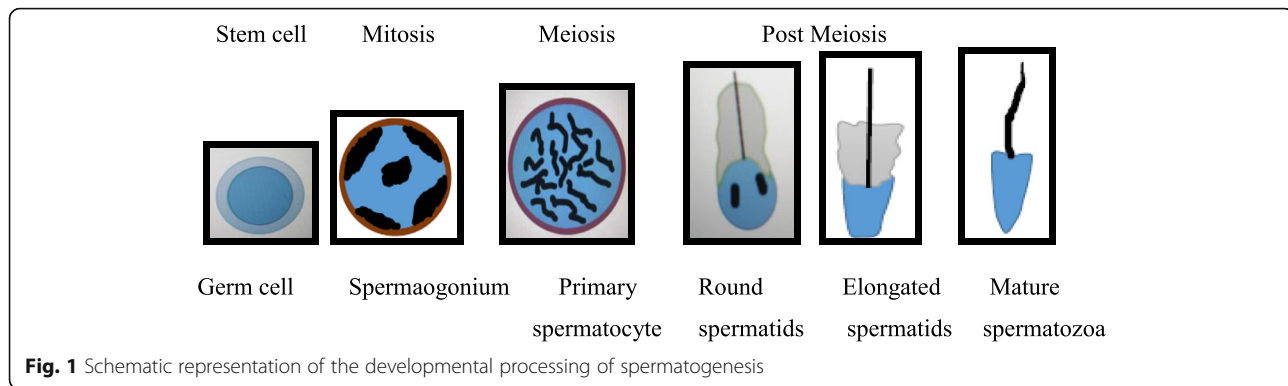 Stem cell Mitosis Meiosis Post Meiosis
Germ cell Spermaogonium Primary Round Elongated Mature
spermatocyte spermatids spermatids spermatozoa
Fig. 1 Schematic representation of the developmental processing of spermatogenesis